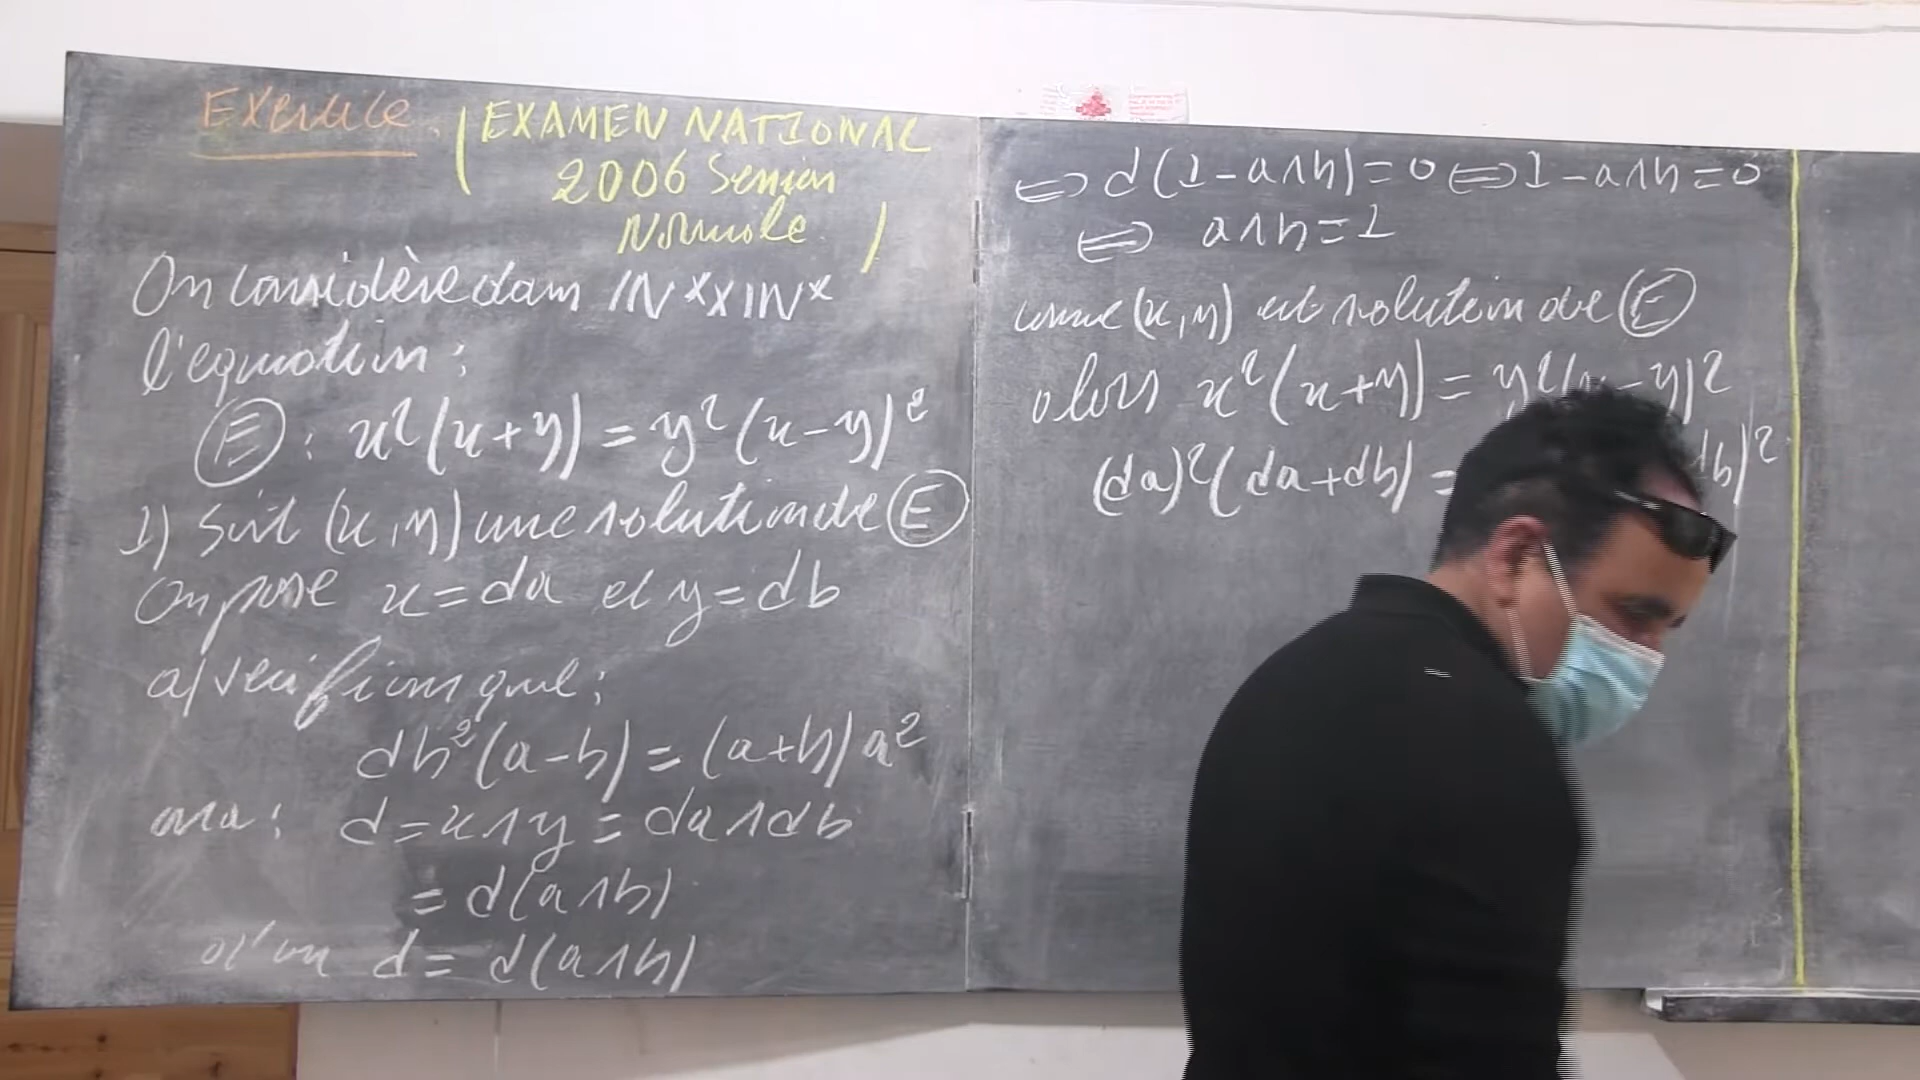 Exercice. (EXAMEN NATIONAL
2006 Session
Normale)
On considère dans IN*×IN*
l'equation :
(E) : x²(x+y) = y²(x-y)²
1) Soit (x,y) une solution de (E)
On pose x = da et y = db
a) verifions que :
db²(a-b) = (a+b) a²
on a : d = x∧y = da∧db
= d(a∧b)
d'où d = d(a∧b)
⟺ d(1-a∧b) = 0 ⟺ 1-a∧b = 0
⟺ a∧b = 1
comme (x,y) est solution de (E)
alors x²(x+y) = y²(x-y)²
(da)²(da+db) = db)²